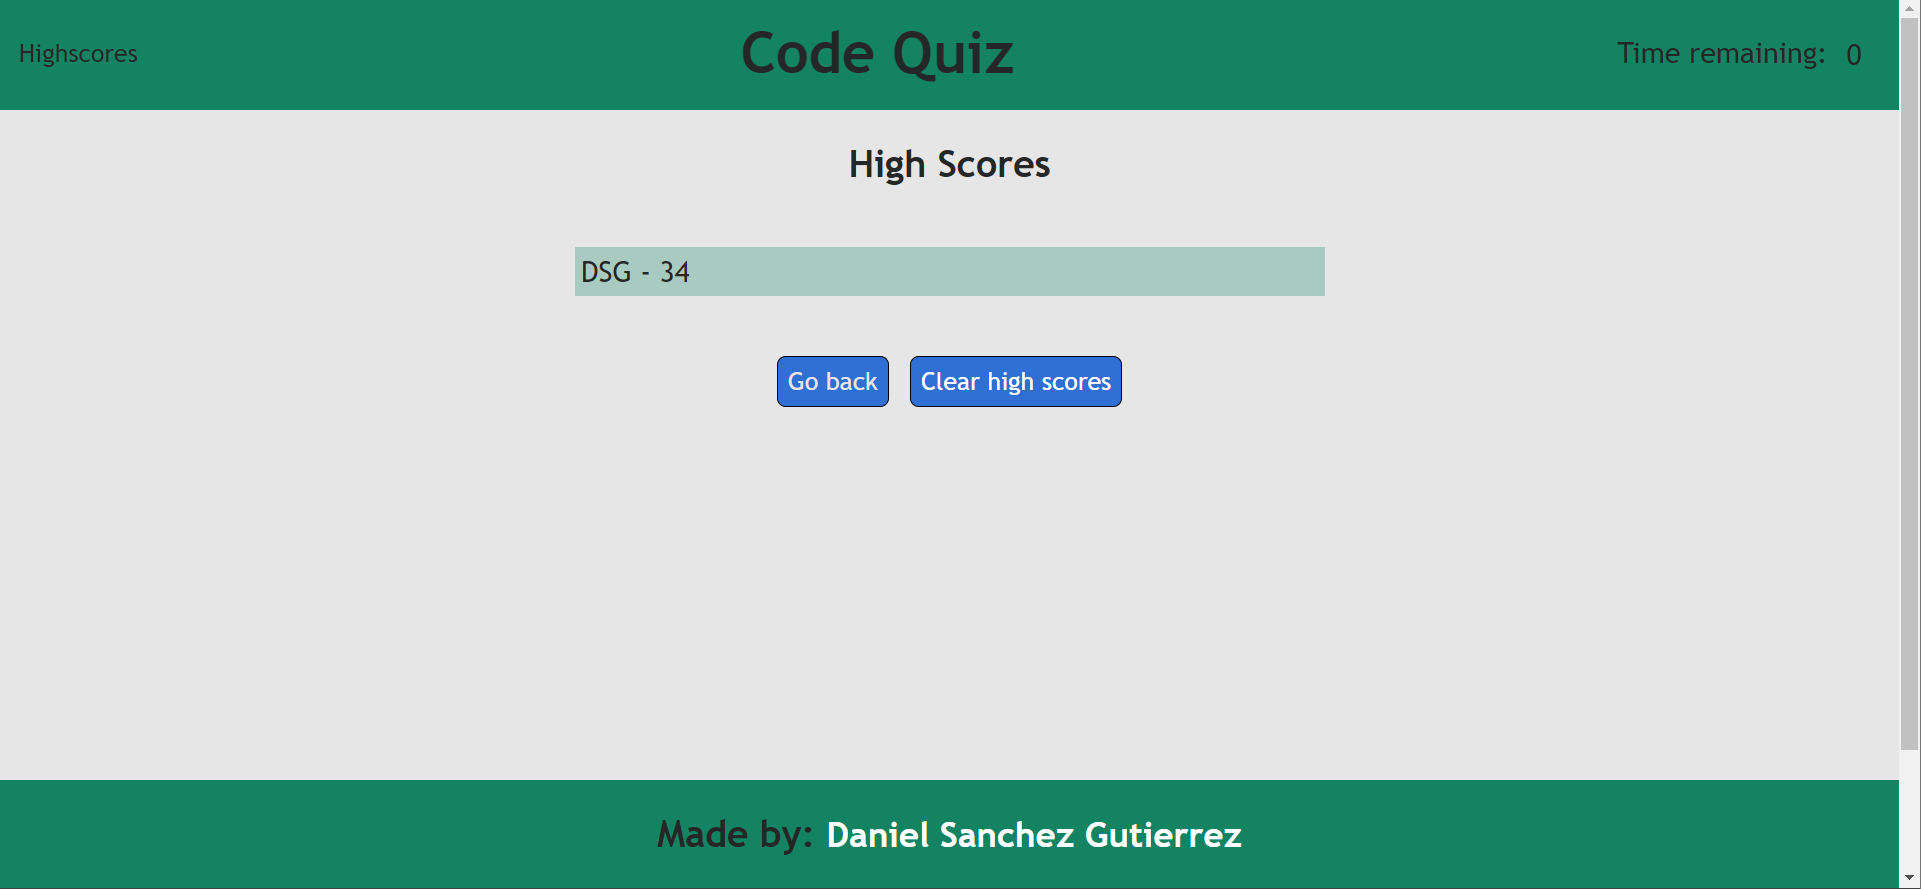 Highscores
Code Quiz
Time remaining: 0
High Scores
DSG - 34
Go back
Clear high scores
Made by: Daniel Sanchez Gutierrez